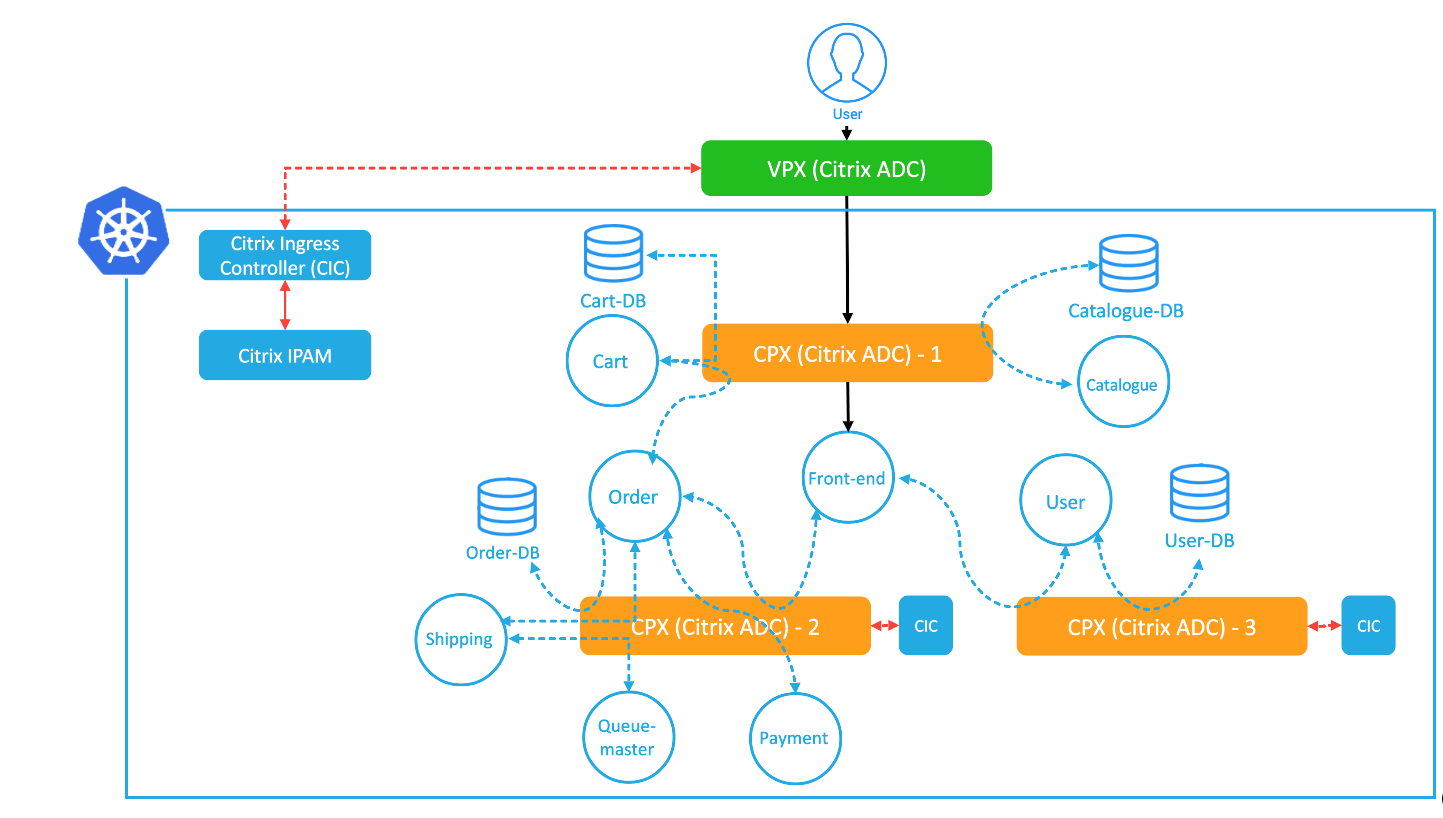 User
VPX (Citrix ADC)
Citrix Ingress
Controller (CIC)
Citrix IPAM
Cart-DB
Catalogue-DB
Cart
CPX (Citrix ADC) - 1
Catalogue
Order
Front-end
User
Order-DB
User-DB
Shipping
CPX (Citrix ADC) - 2
CIC
CPX (Citrix ADC) - 3
CIC
Queue-
master
Payment